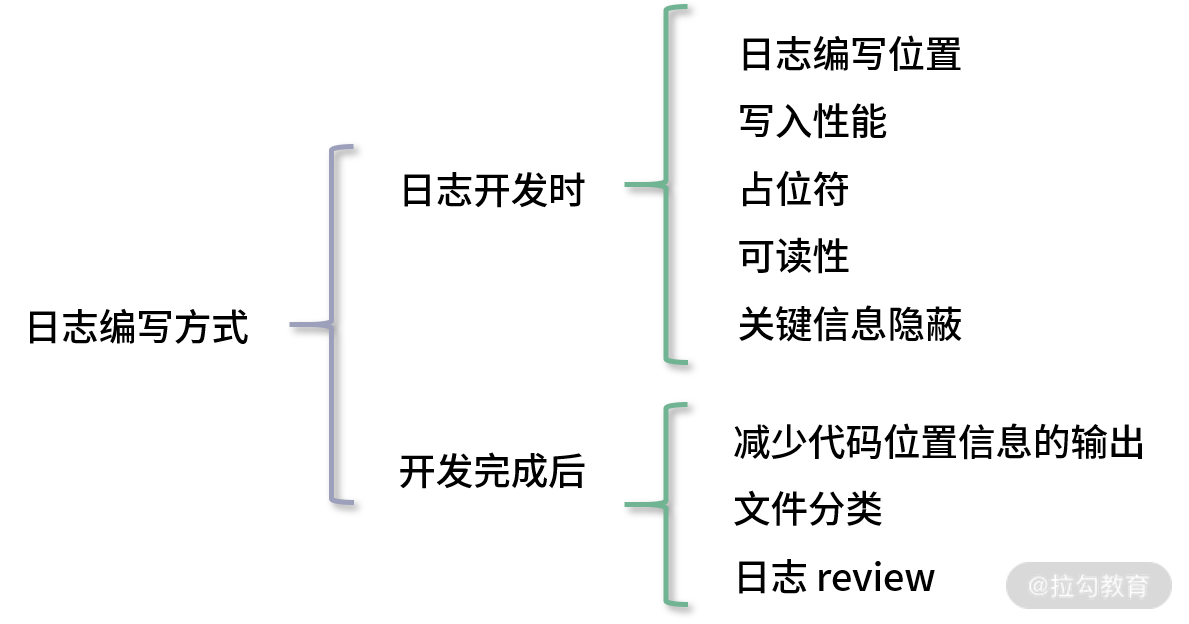 日志编写方式
日志开发时
日志编写位置
写入性能
占位符
可读性
关键信息隐蔽
开发完成后
减少代码位置信息的输出
文件分类
日志 review
@拉勾教育